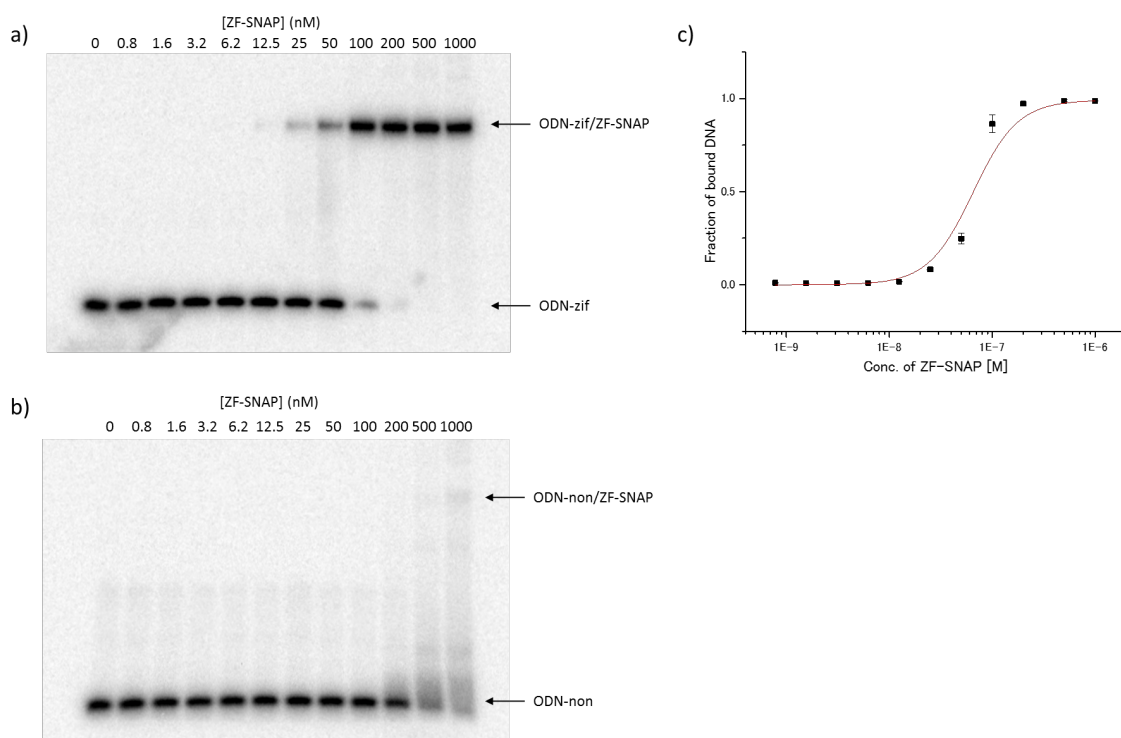 a)
[ZF-SNAP] (nM)
0 0.8 1.6 3.2 6.2 12.5 25 50 100 200 500 1000
ODN-zif/ZF-SNAP
ODN-zif
b)
[ZF-SNAP] (nM)
0 0.8 1.6 3.2 6.2 12.5 25 50 100 200 500 1000
ODN-non/ZF-SNAP
ODN-non
c)
Fraction of bound DNA
1.0
0.5
0.0
1E-9 1E-8 1E-7 1E-6
Conc. of ZF-SNAP [M]